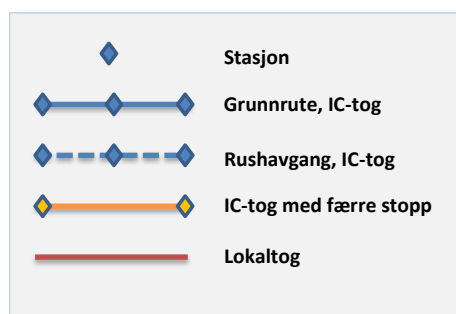 Stasjon
Grunnrute, IC-tog
Rushavgang, IC-tog
IC-tog med færre stopp
Lokaltog